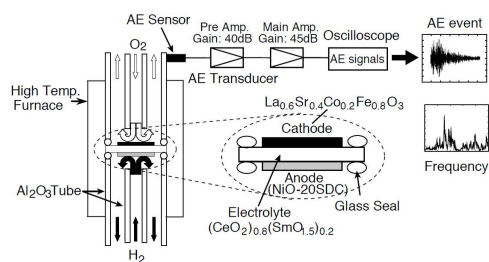 AE Sensor
Pre Amp.
Gain: 40dB
Main Amp.
Gain: 45dB
Oscilloscope
AE signals
AE event
O2
AE Transducer
High Temp.
Furnace
La0.6Sr0.4Co0.2Fe0.8O3
Cathode
Frequency
Anode
(NiO-20SDC)
Al2O3Tube
Electrolyte
(CeO2)0.8(SmO1.5)0.2
Glass Seal
H2